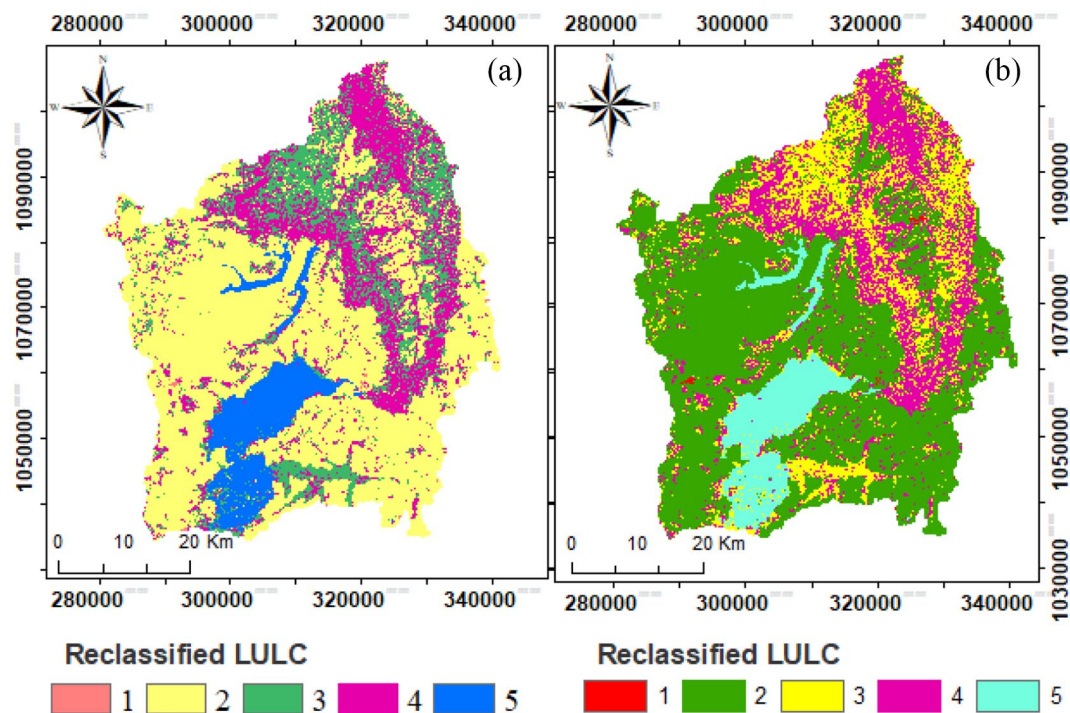 280000 300000 320000 340000 280000 300000 320000 340000
(a) (b)
N N
W E W E
S S
1090000 1090000
1070000 1070000
1050000 1050000
1030000
0 10 20 Km 0 10 20 Km
280000 300000 320000 340000 280000 300000 320000 340000
Reclassified LULC Reclassified LULC
1 2 3 4 5 1 2 3 4 5